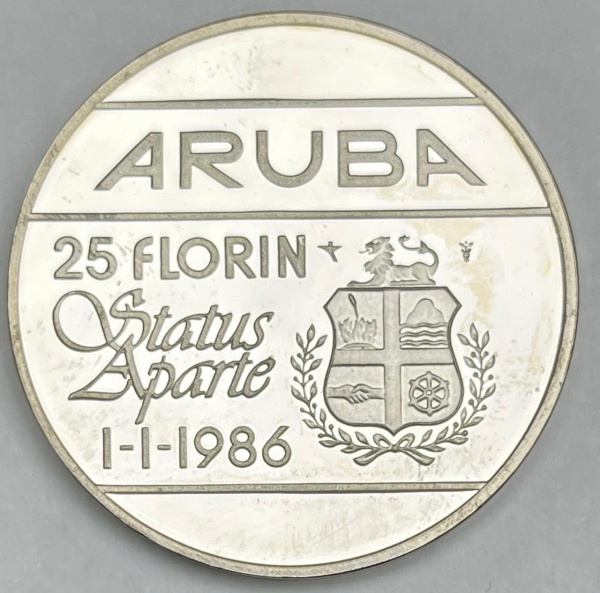 ARUBA
25 FLORIN
Status
Aparte
1-1-1986